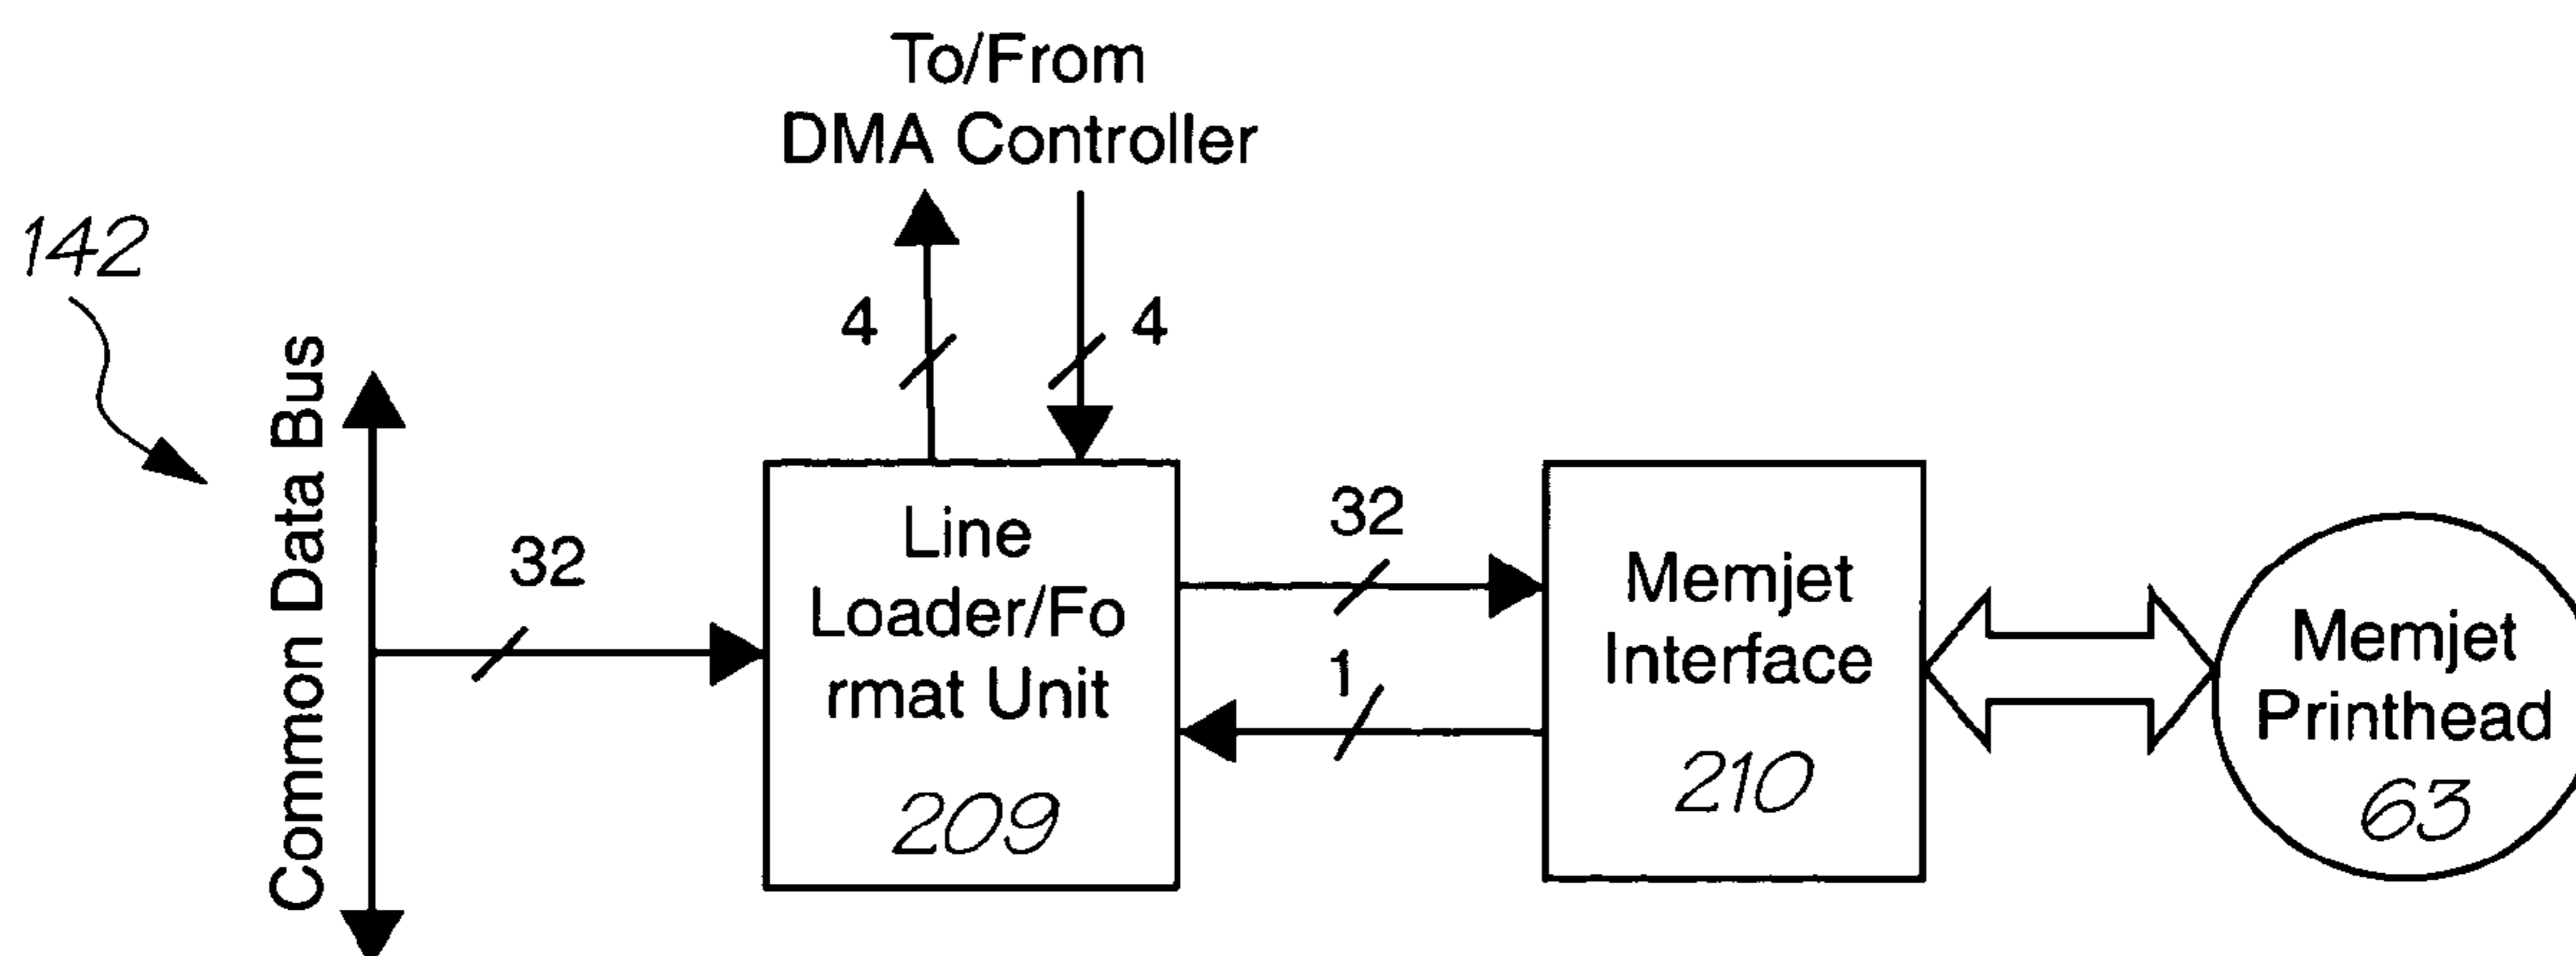 To/From
DMA Controller
142
4
4
Common Data Bus
32
Line
Loader/Fo
rmat Unit
209
32
1
Memjet
Interface
210
Memjet
Printhead
63